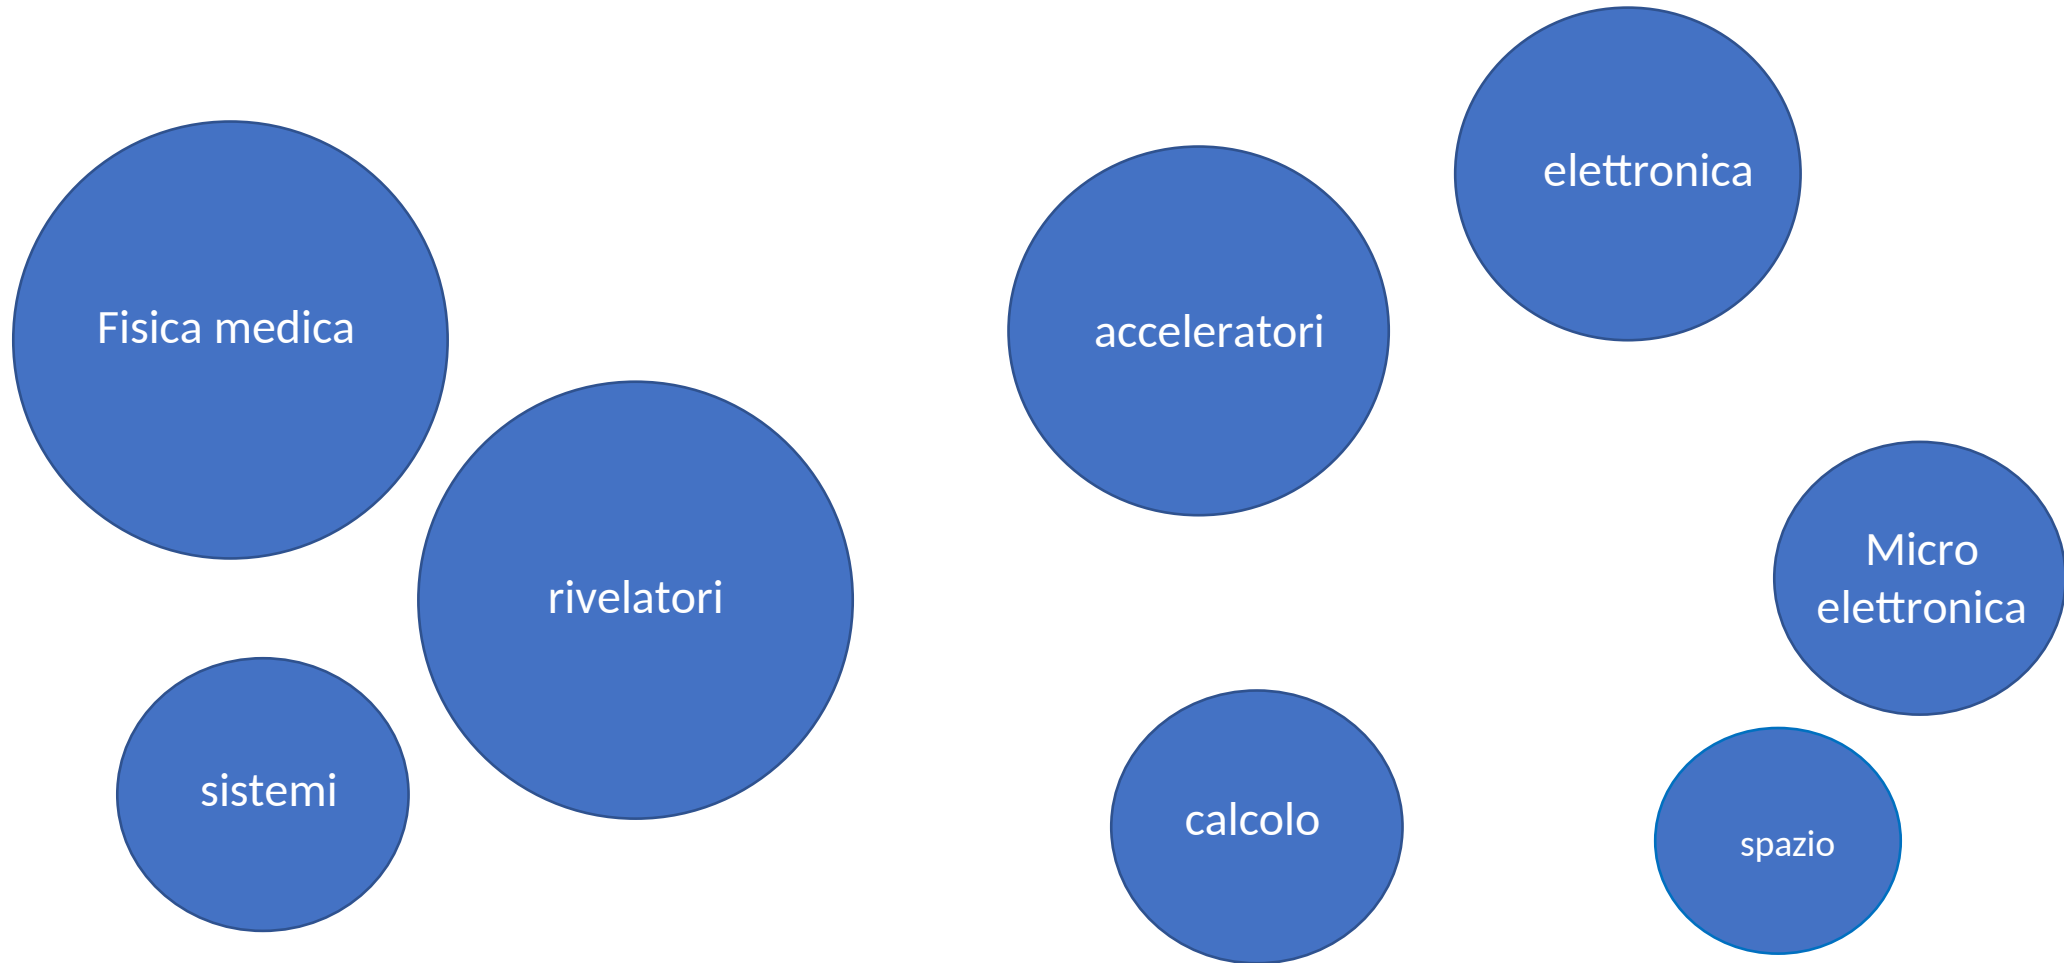 elettronica
Fisica medica
acceleratori
rivelatori
Micro
elettronica
sistemi
calcolo
spazio